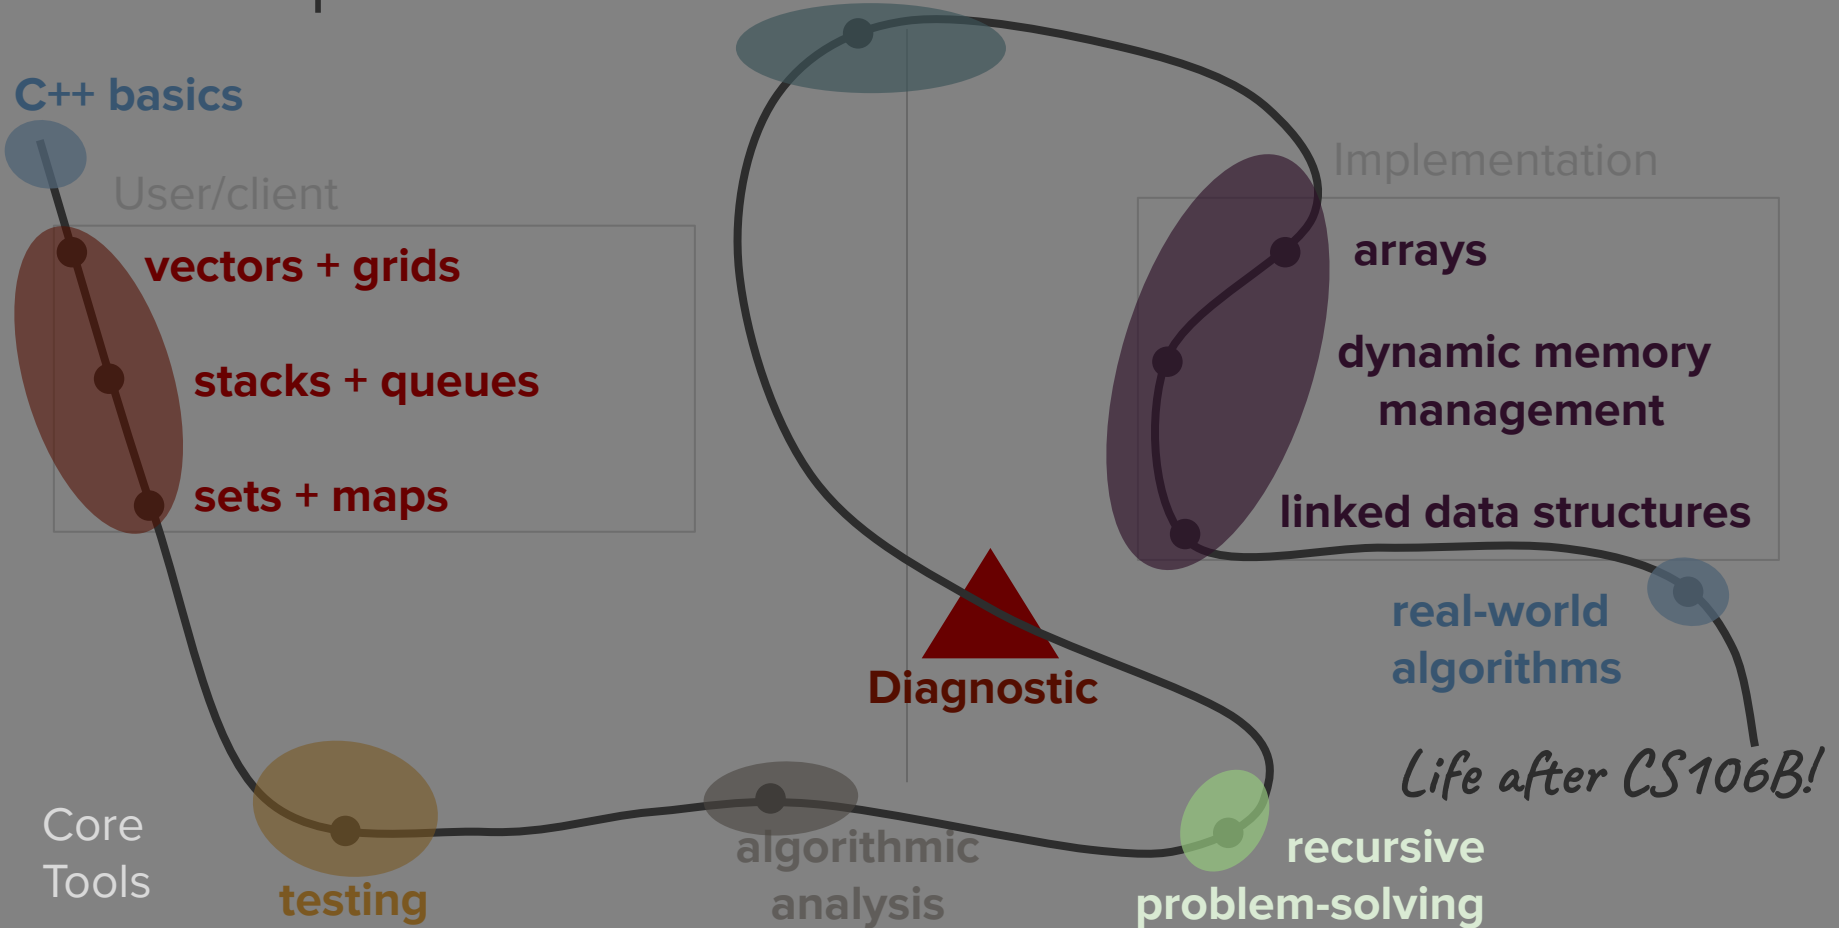 C++ basics
User/client
vectors + grids
stacks + queues
sets + maps
Core
Tools
testing
algorithmic
analysis
recursive
problem-solving
Diagnostic
Implementation
arrays
dynamic memory
management
linked data structures
real-world
algorithms
Life after CS106B!